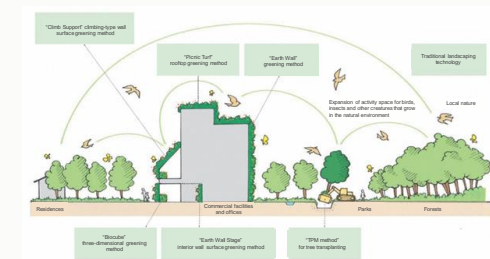 "Climb Support" climbing-type wall
surface greening method
"Picnic Turf"
rooftop greening method
"Earth Wall"
greening method
Traditional landscaping
technology
Expansion of activity space for birds,
insects and other creatures that grow
in the natural environment
Local nature
Residences
Commercial facilities
and offices
Parks
Forests
"Biocube"
three-dimensional greening
method
"Earth Wall Stage"
interior wall surface greening method
"TPM method"
for tree transplanting